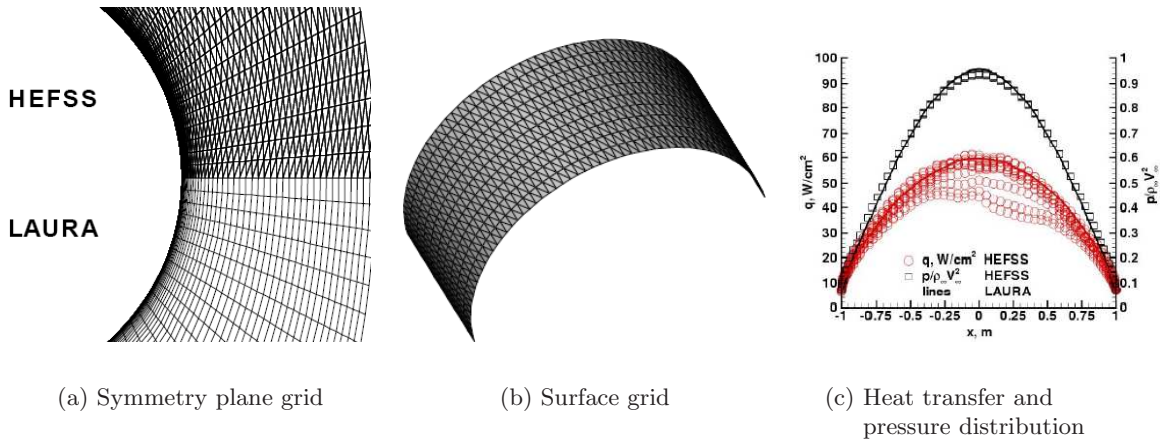 HEFSS
LAURA
100
90
80
70
60
50
40
30
20
10
0
q, W/cm²
1
0.9
0.8
0.7
0.6
0.5
0.4
0.3
0.2
0.1
0
p/ρ∞V²∞
q, W/cm² HEFSS
p/ρ∞V²∞ HEFSS
lines LAURA
-1 -0.75 -0.5 -0.25 0 0.25 0.5 0.75 1
x, m
(a) Symmetry plane grid
(b) Surface grid
(c) Heat transfer and
pressure distribution